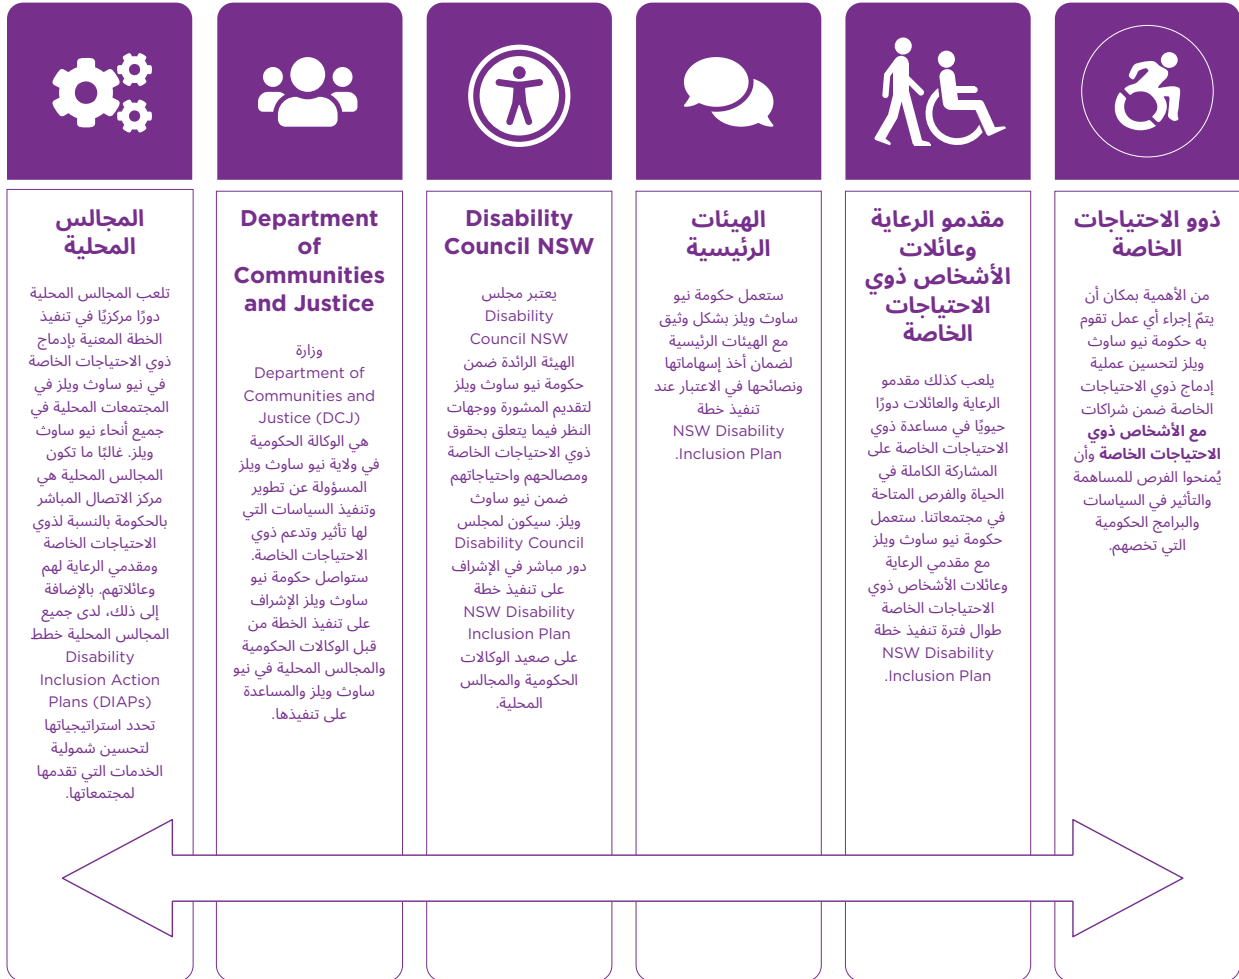 ذوو الاحتياجات
الخاصة
من الأهمية بمكان أن
يتمّ إجراء أي عمل تقوم
به حكومة نيو ساوث
ويلز لتحسين عملية
إدماج ذوي الاحتياجات
الخاصة ضمن شراكات
مع الأشخاص ذوي
الاحتياجات الخاصة وأن
يُمنحوا الفرص للمساهمة
والتأثير في السياسات
والبرامج الحكومية
التي تخصهم.
مقدمو الرعاية
وعائلات
الأشخاص ذوي
الاحتياجات
الخاصة
يلعب كذلك مقدمو
الرعاية والعائلات دورًا
حيويًا في مساعدة ذوي
الاحتياجات الخاصة على
المشاركة الكاملة في
الحياة والفرص المتاحة
في مجتمعاتنا. ستعمل
حكومة نيو ساوث ويلز
مع مقدمي الرعاية
وعائلات الأشخاص ذوي
الاحتياجات الخاصة
طوال فترة تنفيذ خطة
NSW Disability
Inclusion Plan.
الهيئات
الرئيسية
ستعمل حكومة نيو
ساوث ويلز بشكل وثيق
مع الهيئات الرئيسية
لضمان أخذ إسهاماتها
ونصائحها في الاعتبار عند
تنفيذ خطة
NSW Disability
Inclusion Plan.
Disability
Council NSW
يعتبر مجلس
Disability
Council NSW
الهيئة الرائدة ضمن
حكومة نيو ساوث ويلز
لتقديم المشورة ووجهات
النظر فيما يتعلق بحقوق
ذوي الاحتياجات الخاصة
ومصالحهم واحتياجاتهم
ضمن نيو ساوث
ويلز. سيكون لمجلس
Disability Council
دور مباشر في الإشراف
على تنفيذ خطة
NSW Disability
Inclusion Plan
على صعيد الوكالات
الحكومية والمجالس
المحلية.
Department
of
Communities
and Justice
وزارة
Department of
Communities and
Justice (DCJ)
هي الوكالة الحكومية
في ولاية نيو ساوث ويلز
المسؤولة عن تطوير
وتنفيذ السياسات التي
لها تأثير وتدعم ذوي
الاحتياجات الخاصة.
ستواصل حكومة نيو
ساوث ويلز الإشراف
على تنفيذ الخطة من
قبل الوكالات الحكومية
والمجالس المحلية في نيو
ساوث ويلز والمساعدة
على تنفيذها.
المجالس
المحلية
تلعب المجالس المحلية
دورًا مركزيًا في تنفيذ
الخطة المعنية بإدماج
ذوي الاحتياجات الخاصة
في نيو ساوث ويلز في
المجتمعات المحلية في
جميع أنحاء نيو ساوث
ويلز. غالبًا ما تكون
المجالس المحلية هي
مركز الاتصال المباشر
بالحكومة بالنسبة لذوي
الاحتياجات الخاصة
ومقدمي الرعاية لهم
وعائلاتهم. بالإضافة
إلى ذلك، لدى جميع
المجالس المحلية خطط
Disability
Inclusion Action
Plans (DIAPs)
تحدد استراتيجياتها
لتحسين شمولية
الخدمات التي تقدمها
لمجتمعاتها.